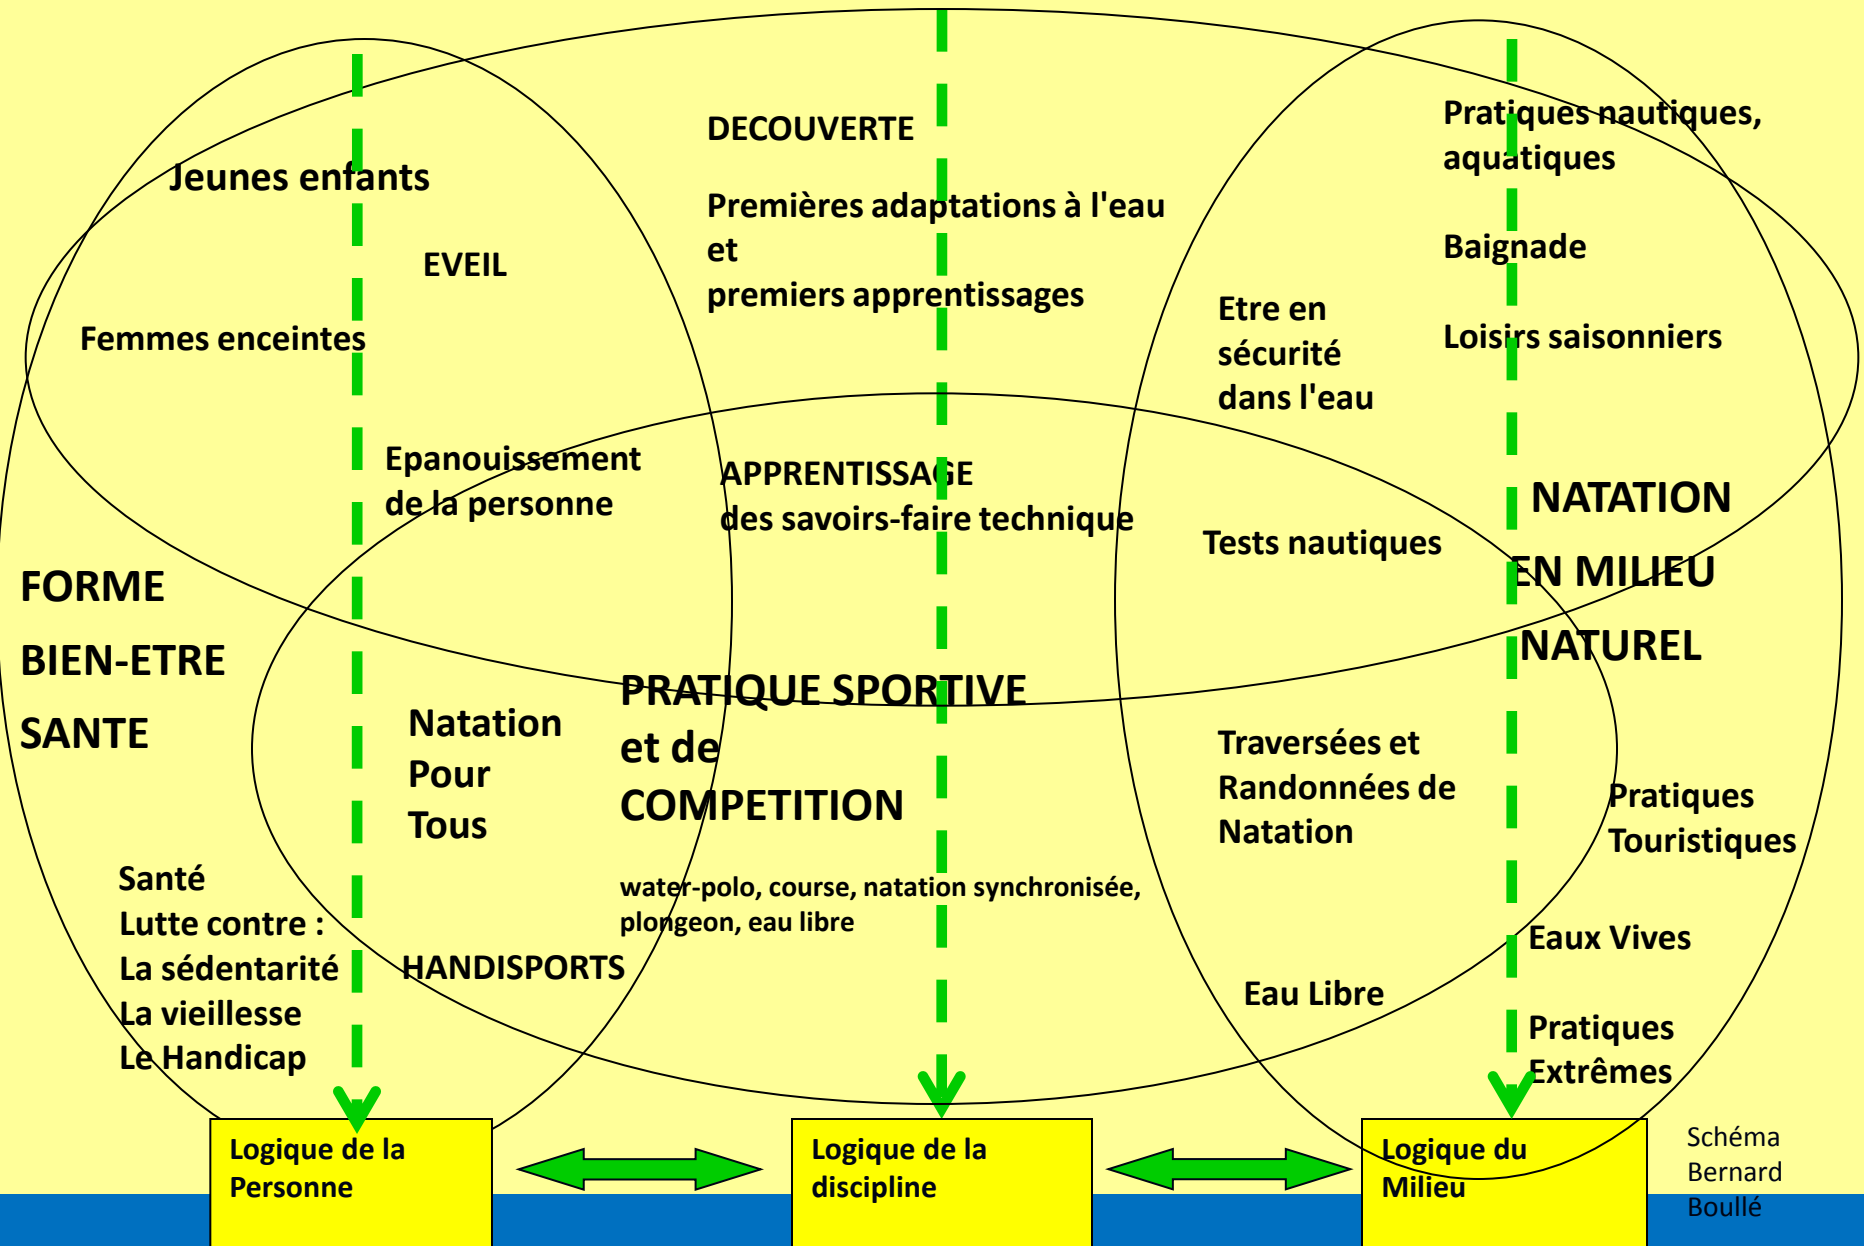 Jeunes enfants
EVEIL
Femmes enceintes
Epanouissement
de la personne
FORME
BIEN-ETRE
SANTE
Natation
Pour
Tous
Santé
Lutte contre :
La sédentarité
La vieillesse
Le Handicap
HANDISPORTS
DECOUVERTE
Premières adaptations à l'eau
et
premiers apprentissages
APPRENTISSAGE
des savoirs-faire technique
PRATIQUE SPORTIVE
et de
COMPETITION
water-polo, course, natation synchronisée,
plongeon, eau libre
Pratiques nautiques,
aquatiques
Baignade
Loisirs saisonniers
Etre en
sécurité
dans l'eau
Tests nautiques
NATATION
EN MILIEU
NATUREL
Traversées et
Randonnées de
Natation
Pratiques
Touristiques
Eaux Vives
Eau Libre
Pratiques
Extrêmes
Logique de la
Personne
Logique de la
discipline
Logique du
Milieu
Schéma
Bernard
Boullé